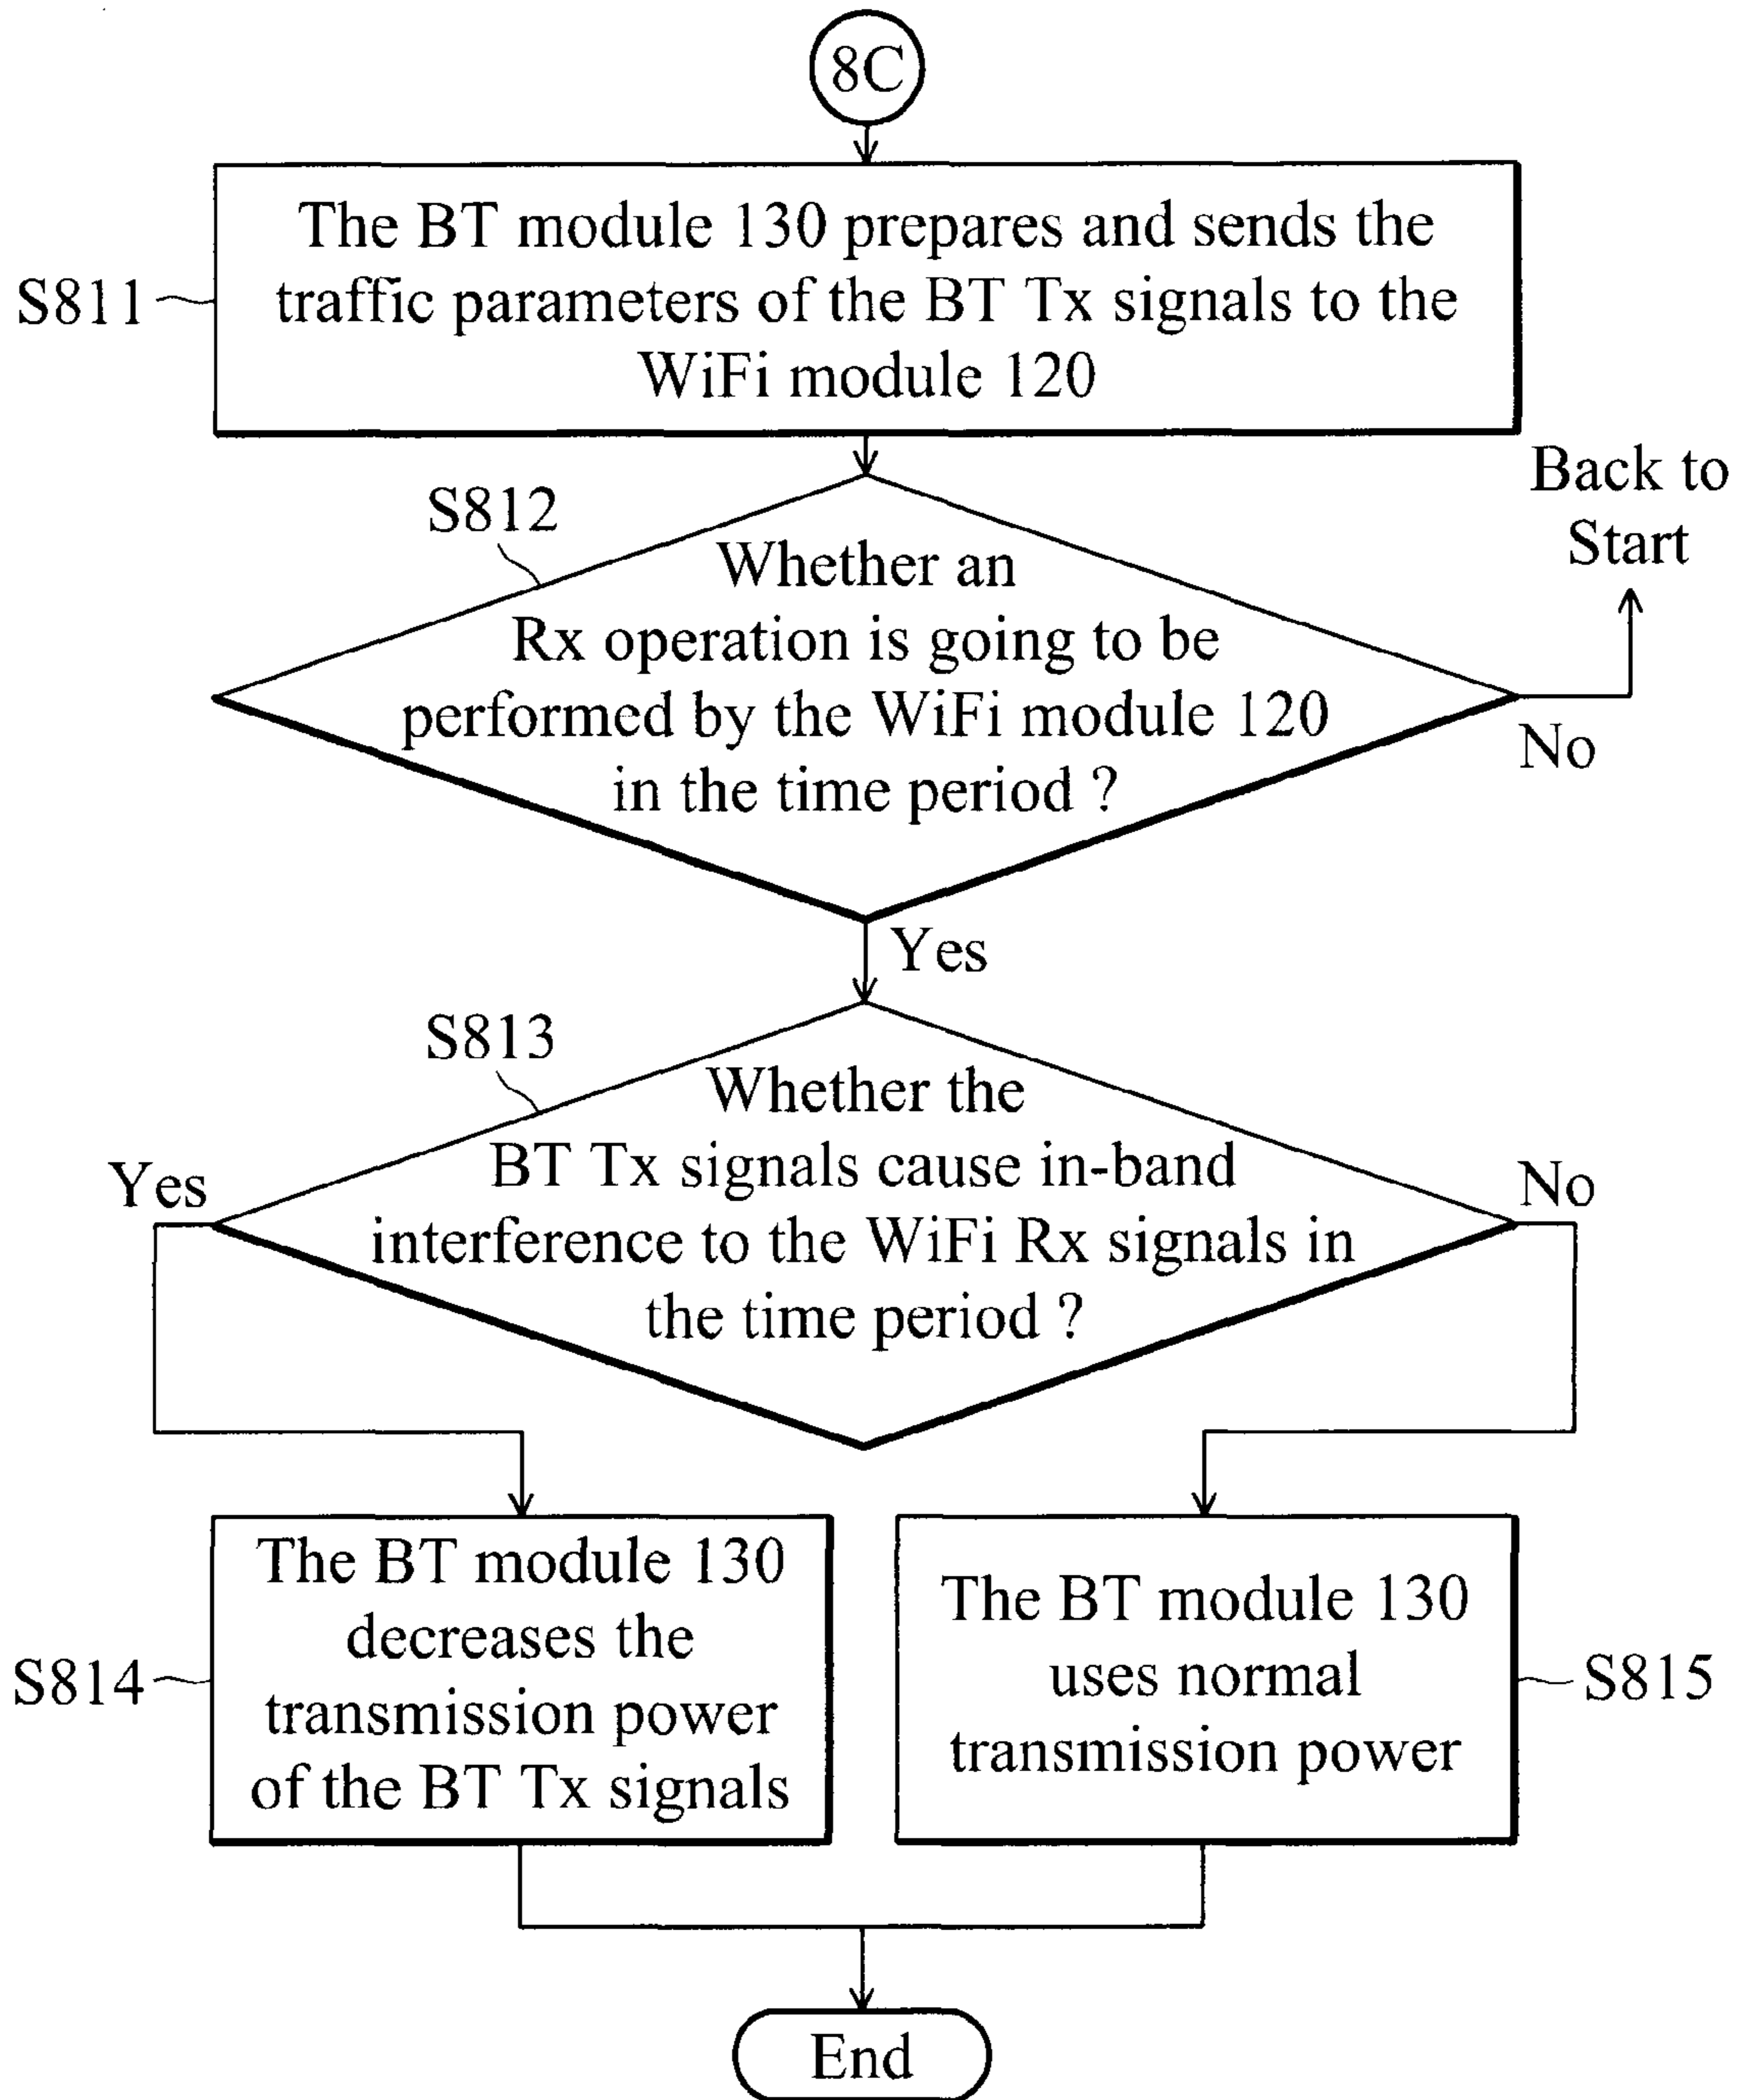 8C
The BT module 130 prepares and sends the
traffic parameters of the BT Tx signals to the
WiFi module 120
S811
Back to
Start
S812
Whether an
Rx operation is going to be
performed by the WiFi module 120
in the time period ?
No
Yes
S813
Whether the
BT Tx signals cause in-band
interference to the WiFi Rx signals in
the time period ?
Yes
No
The BT module 130
decreases the
transmission power
of the BT Tx signals
S814
The BT module 130
uses normal
transmission power
S815
End